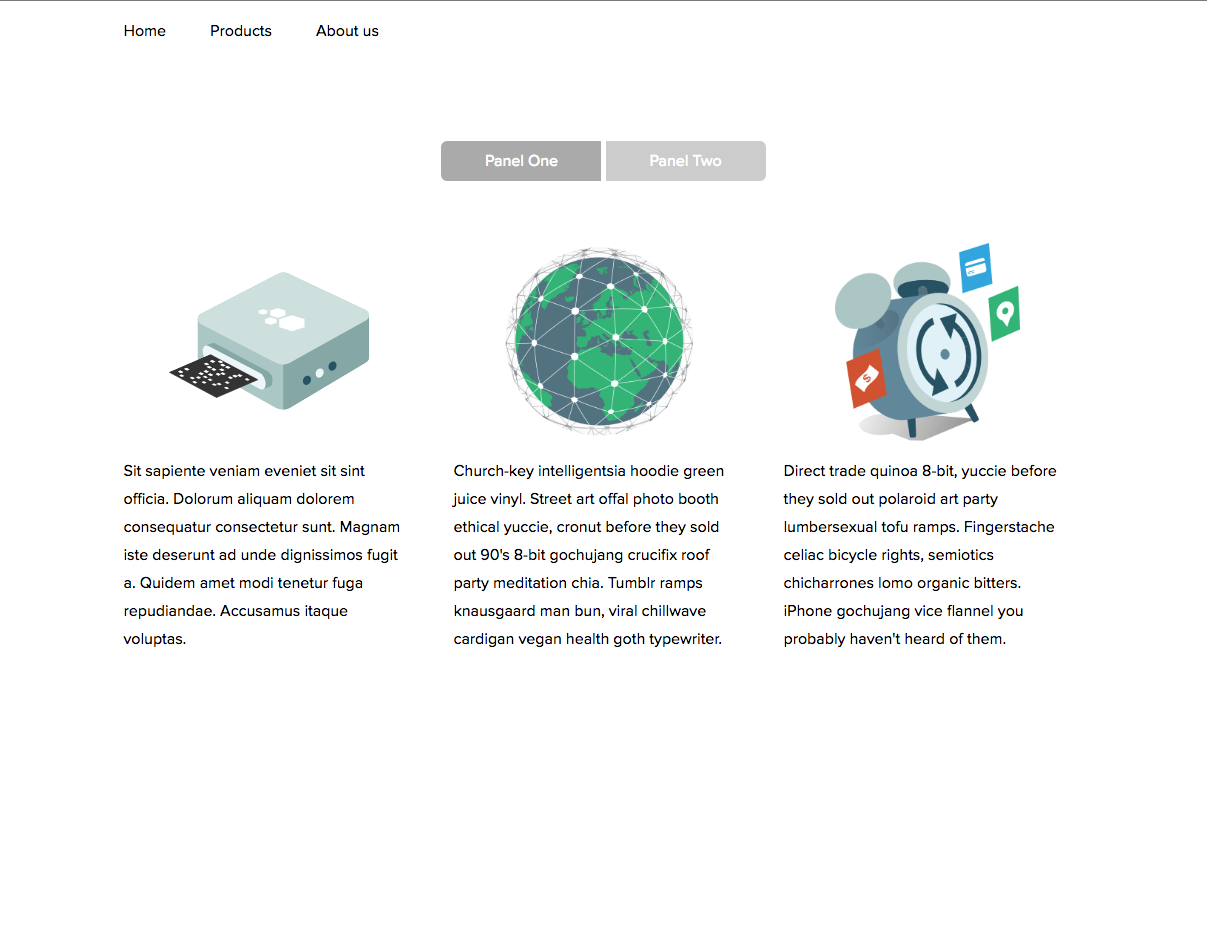 Home Products About us
Panel One Panel Two
Sit sapiente veniam eveniet sit sint
officia. Dolorum aliquam dolorem
consequatur consectetur sunt. Magnam
iste deserunt ad unde dignissimos fugit
a. Quidem amet modi tenetur fuga
repudiandae. Accusamus itaque
voluptas.
Church-key intelligentsia hoodie green
juice vinyl. Street art offal photo booth
ethical yuccie, cronut before they sold
out 90's 8-bit gochujang crucifix roof
party meditation chia. Tumblr ramps
knausgaard man bun, viral chillwave
cardigan vegan health goth typewriter.
Direct trade quinoa 8-bit, yuccie before
they sold out polaroid art party
lumbersexual tofu ramps. Fingerstache
celiac bicycle rights, semiotics
chicharrones lomo organic bitters.
iPhone gochujang vice flannel you
probably haven't heard of them.
$